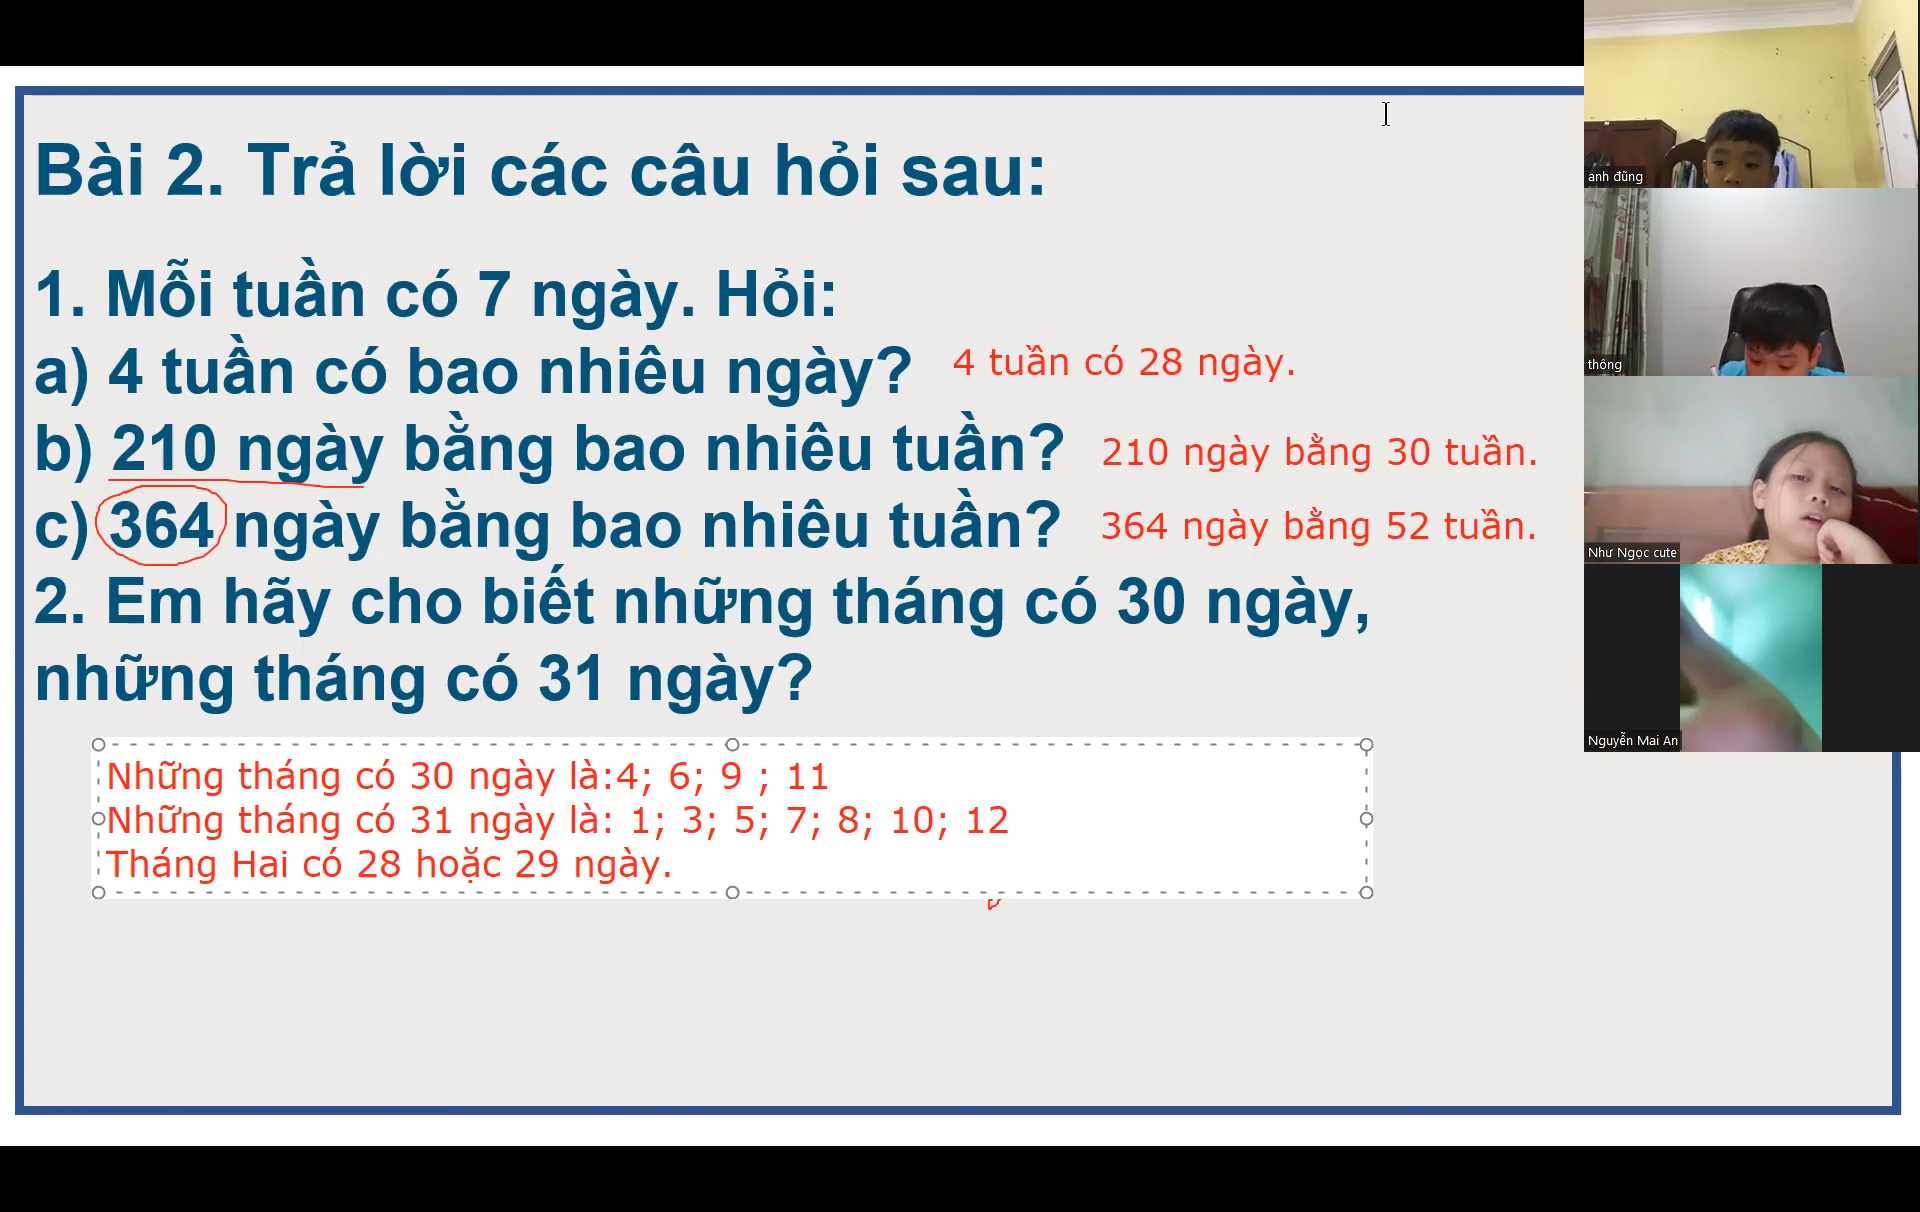 Bài 2. Trả lời các câu hỏi sau:
1. Mỗi tuần có 7 ngày. Hỏi:
a) 4 tuần có bao nhiêu ngày? 4 tuần có 28 ngày.
b) 210 ngày bằng bao nhiêu tuần? 210 ngày bằng 30 tuần.
c) 364 ngày bằng bao nhiêu tuần? 364 ngày bằng 52 tuần.
2. Em hãy cho biết những tháng có 30 ngày,
những tháng có 31 ngày?
Những tháng có 30 ngày là:4; 6; 9 ; 11
Những tháng có 31 ngày là: 1; 3; 5; 7; 8; 10; 12
Tháng Hai có 28 hoặc 29 ngày.
anh đũng
thông
Như Ngọc cute
Nguyễn Mai An